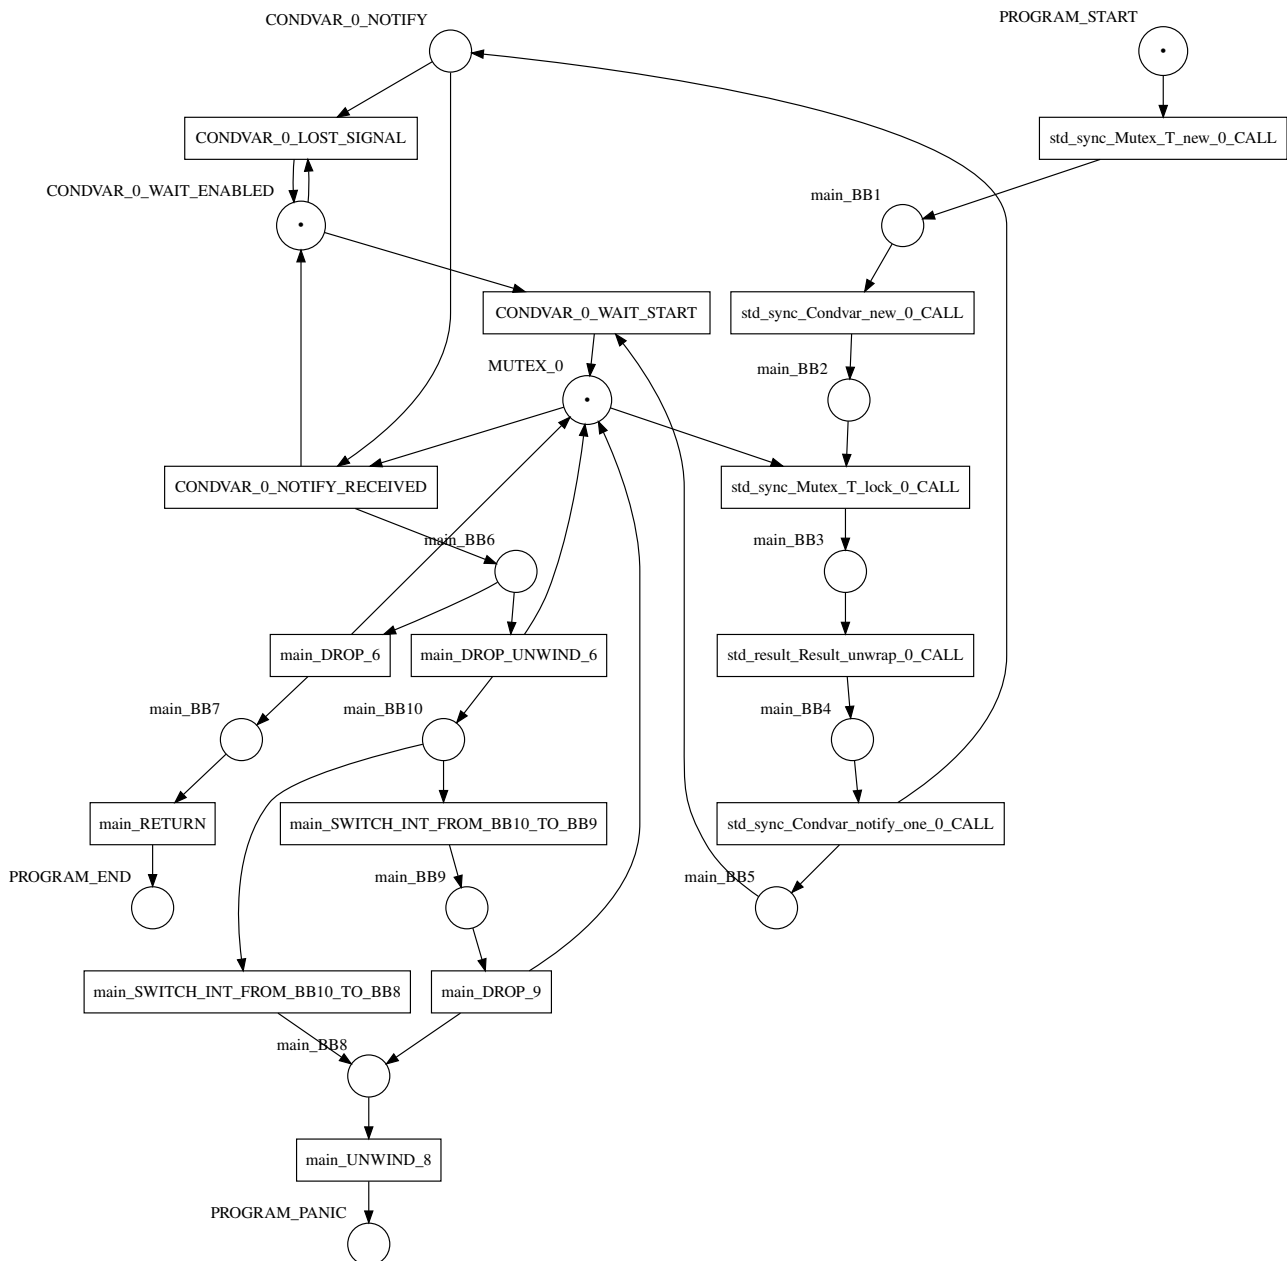 PROGRAM_START
CONDVAR_0_NOTIFY
CONDVAR_0_LOST_SIGNAL
std_sync_Mutex_T_new_0_CALL
CONDVAR_0_WAIT_ENABLED
main_BB1
CONDVAR_0_WAIT_START
std_sync_Condvar_new_0_CALL
MUTEX_0
main_BB2
CONDVAR_0_NOTIFY_RECEIVED
std_sync_Mutex_T_lock_0_CALL
main_BB6
main_BB3
main_DROP_6
main_DROP_UNWIND_6
std_result_Result_unwrap_0_CALL
main_BB7
main_BB10
main_BB4
main_RETURN
main_SWITCH_INT_FROM_BB10_TO_BB9
std_sync_Condvar_notify_one_0_CALL
PROGRAM_END
main_BB9
main_BB5
main_SWITCH_INT_FROM_BB10_TO_BB8
main_DROP_9
main_BB8
main_UNWIND_8
PROGRAM_PANIC